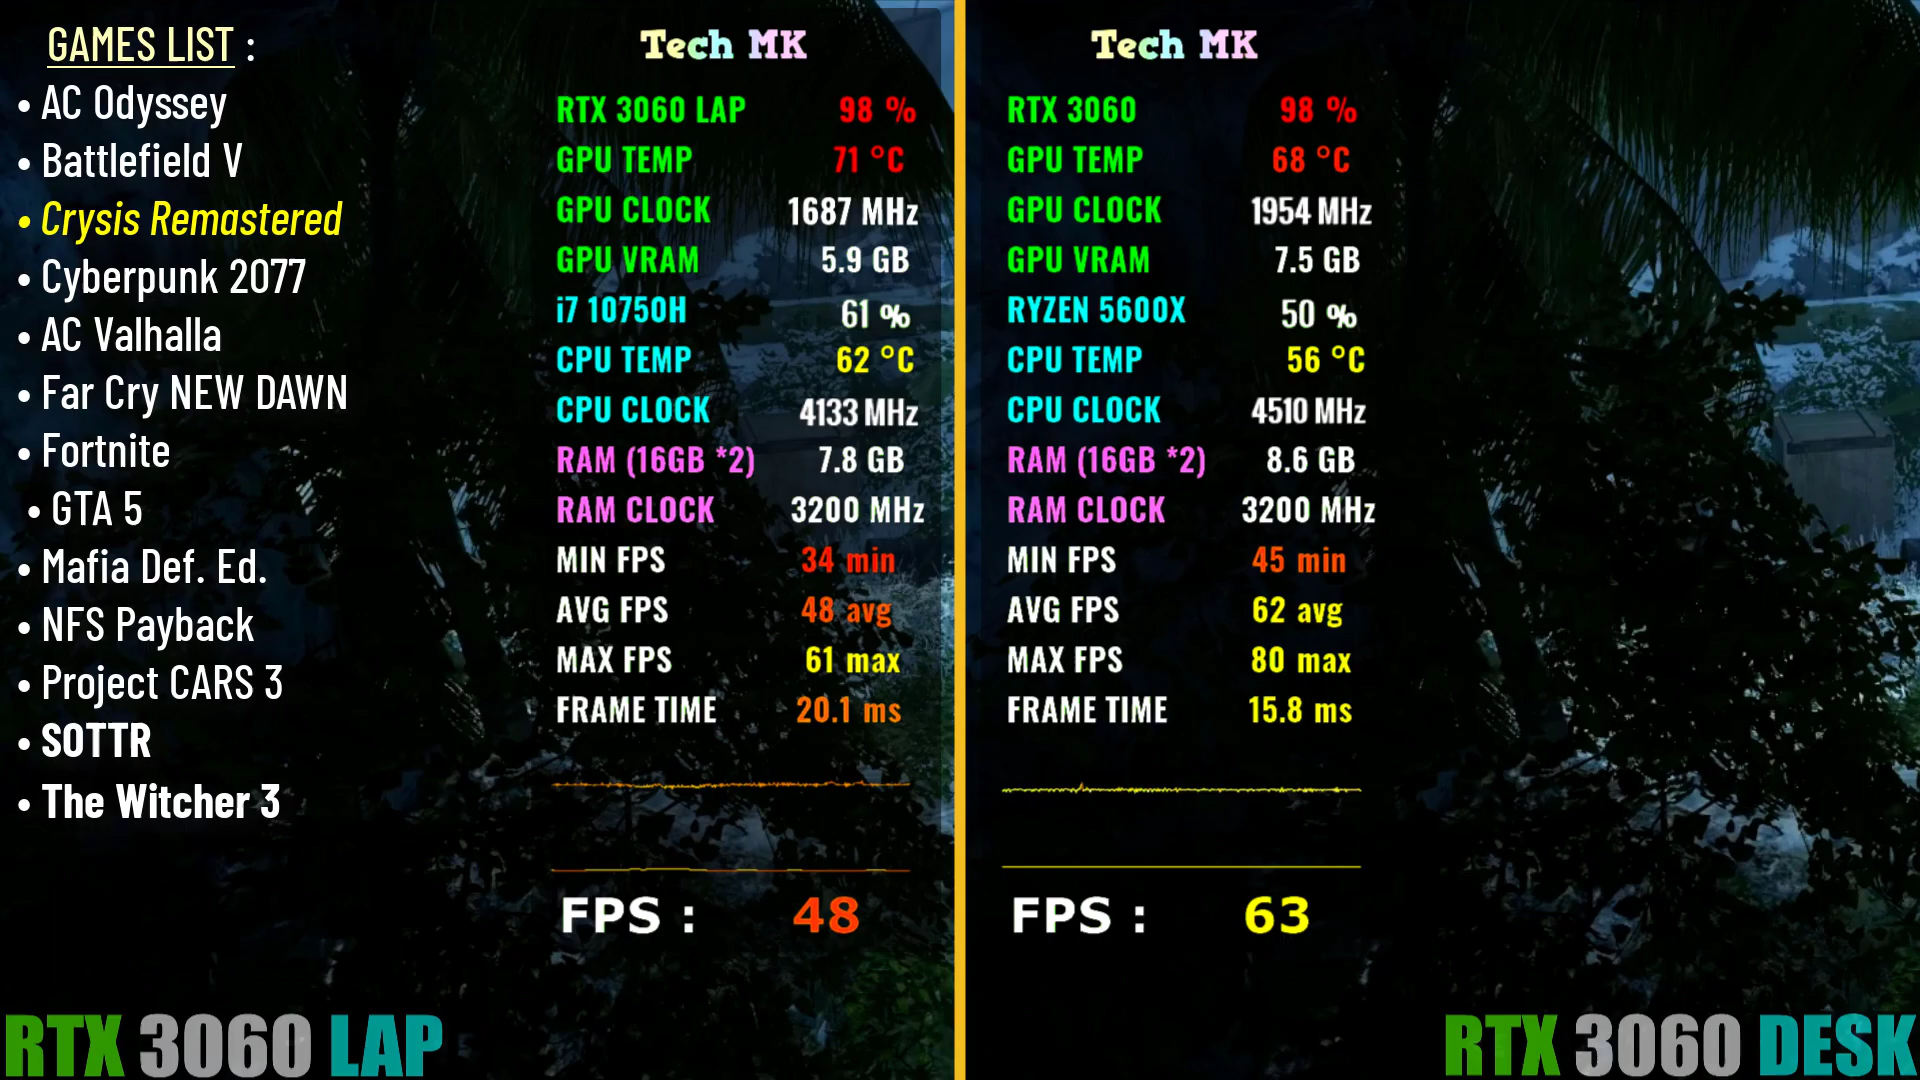 GAMES LIST :
• AC Odyssey
• Battlefield V
• Crysis Remastered
• Cyberpunk 2077
• AC Valhalla
• Far Cry NEW DAWN
• Fortnite
• GTA 5
• Mafia Def. Ed.
• NFS Payback
• Project CARS 3
• SOTTR
• The Witcher 3
Tech MK
RTX 3060 LAP 98 %
GPU TEMP 71 °C
GPU CLOCK 1687 MHz
GPU VRAM 5.9 GB
i7 10750H 61 %
CPU TEMP 62 °C
CPU CLOCK 4133 MHz
RAM (16GB *2) 7.8 GB
RAM CLOCK 3200 MHz
MIN FPS 34 min
AVG FPS 48 avg
MAX FPS 61 max
FRAME TIME 20.1 ms
FPS : 48
RTX 3060 LAP
Tech MK
RTX 3060 98 %
GPU TEMP 68 °C
GPU CLOCK 1954 MHz
GPU VRAM 7.5 GB
RYZEN 5600X 50 %
CPU TEMP 56 °C
CPU CLOCK 4510 MHz
RAM (16GB *2) 8.6 GB
RAM CLOCK 3200 MHz
MIN FPS 45 min
AVG FPS 62 avg
MAX FPS 80 max
FRAME TIME 15.8 ms
FPS : 63
RTX 3060 DESK